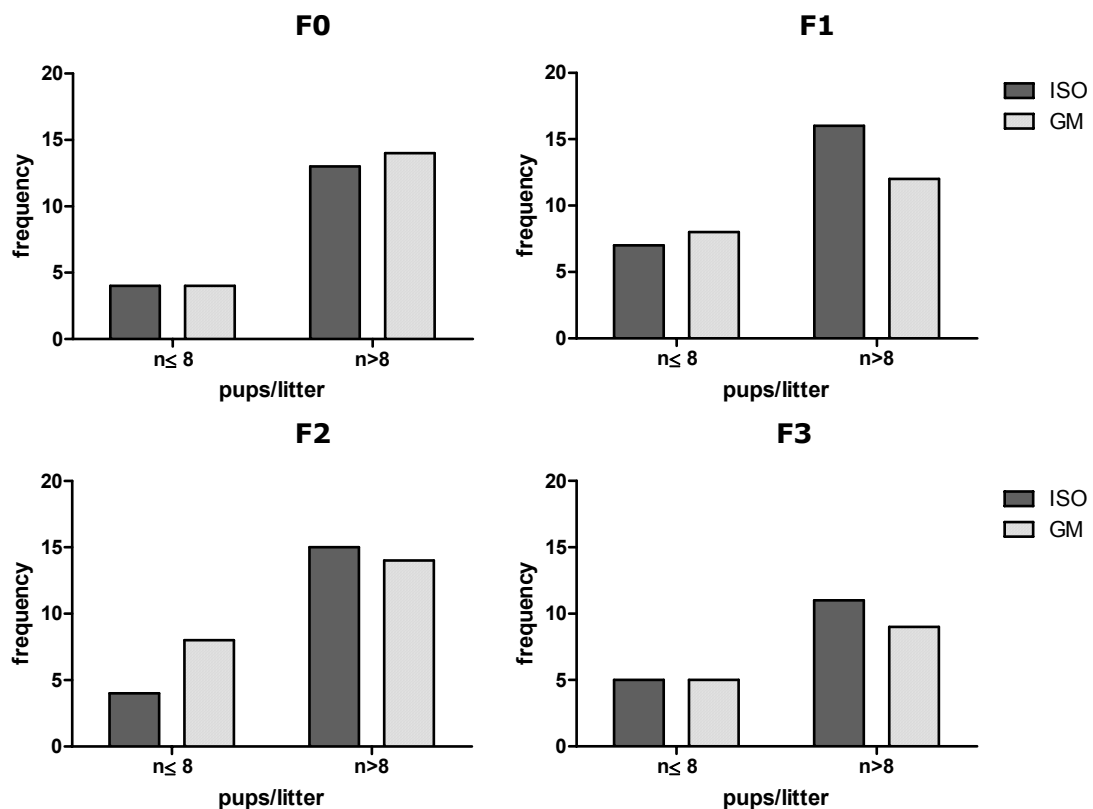 F0
F1
20
15
10
5
0
frequency
n≤ 8
n>8
pups/litter
20
15
10
5
0
frequency
n≤ 8
n>8
pups/litter
ISO
GM
F2
F3
20
15
10
5
0
frequency
n≤ 8
n>8
pups/litter
20
15
10
5
0
frequency
n≤ 8
n>8
pups/litter
ISO
GM